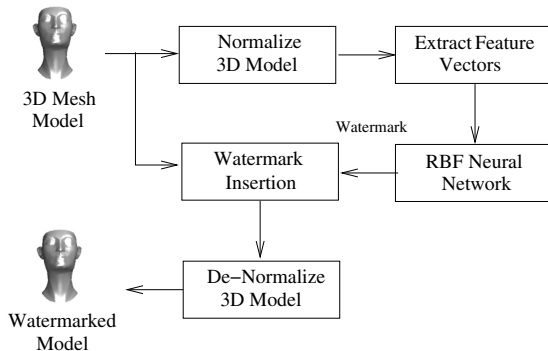 Normalize
3D Model
Extract Feature
Vectors
3D Mesh
Model
Watermark
Watermark
Insertion
RBF Neural
Network
De−Normalize
3D Model
Watermarked
Model